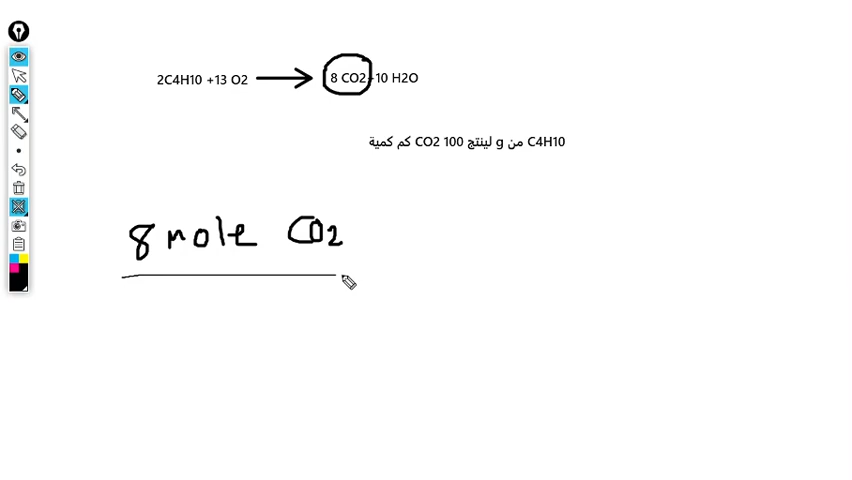 2C4H10 +13 O2 → 8 CO2+10 H2O
C4H10 من g لينتج CO2 100 كم كمية
8 mole CO2